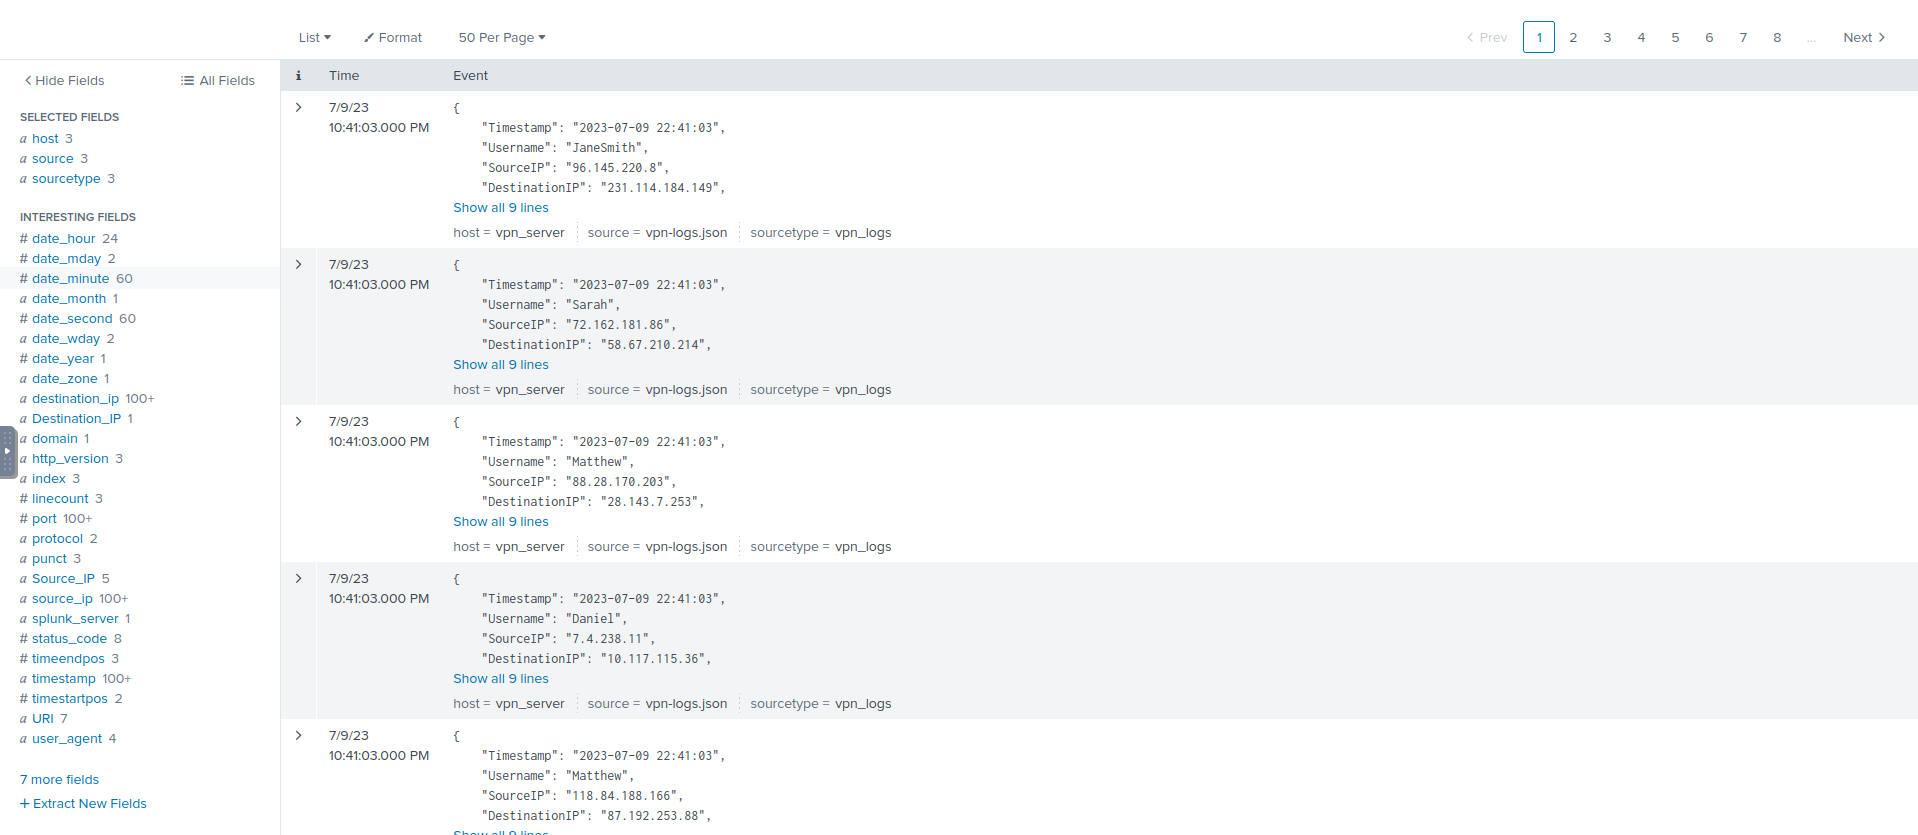 List Format 50 Per Page Prev 1 2 3 4 5 6 7 8 ... Next
Hide Fields All Fields
SELECTED FIELDS
a host 3
a source 3
a sourcetype 3
INTERESTING FIELDS
# date_hour 24
# date_mday 2
# date_minute 60
a date_month 1
# date_second 60
a date_wday 2
# date_year 1
a date_zone 1
a destination_ip 100+
a Destination_IP 1
a domain 1
a http_version 3
a index 3
# linecount 3
# port 100+
a protocol 2
a punct 3
a Source_IP 5
a source_ip 100+
a splunk_server 1
# status_code 8
# timeendpos 3
a timestamp 100+
# timestartpos 2
a URI 7
a user_agent 4
7 more fields
+ Extract New Fields
i Time Event
7/9/23 {
10:41:03.000 PM "Timestamp": "2023-07-09 22:41:03",
"Username": "JaneSmith",
"SourceIP": "96.145.220.8",
"DestinationIP": "231.114.184.149",
Show all 9 lines
host = vpn_server source = vpn-logs.json sourcetype = vpn_logs
7/9/23 {
10:41:03.000 PM "Timestamp": "2023-07-09 22:41:03",
"Username": "Sarah",
"SourceIP": "72.162.181.86",
"DestinationIP": "58.67.210.214",
Show all 9 lines
host = vpn_server source = vpn-logs.json sourcetype = vpn_logs
7/9/23 {
10:41:03.000 PM "Timestamp": "2023-07-09 22:41:03",
"Username": "Matthew",
"SourceIP": "88.28.170.203",
"DestinationIP": "28.143.7.253",
Show all 9 lines
host = vpn_server source = vpn-logs.json sourcetype = vpn_logs
7/9/23 {
10:41:03.000 PM "Timestamp": "2023-07-09 22:41:03",
"Username": "Daniel",
"SourceIP": "7.4.238.11",
"DestinationIP": "10.117.115.36",
Show all 9 lines
host = vpn_server source = vpn-logs.json sourcetype = vpn_logs
7/9/23 {
10:41:03.000 PM "Timestamp": "2023-07-09 22:41:03",
"Username": "Matthew",
"SourceIP": "118.84.188.166",
"DestinationIP": "87.192.253.88",
Show all 9 lines